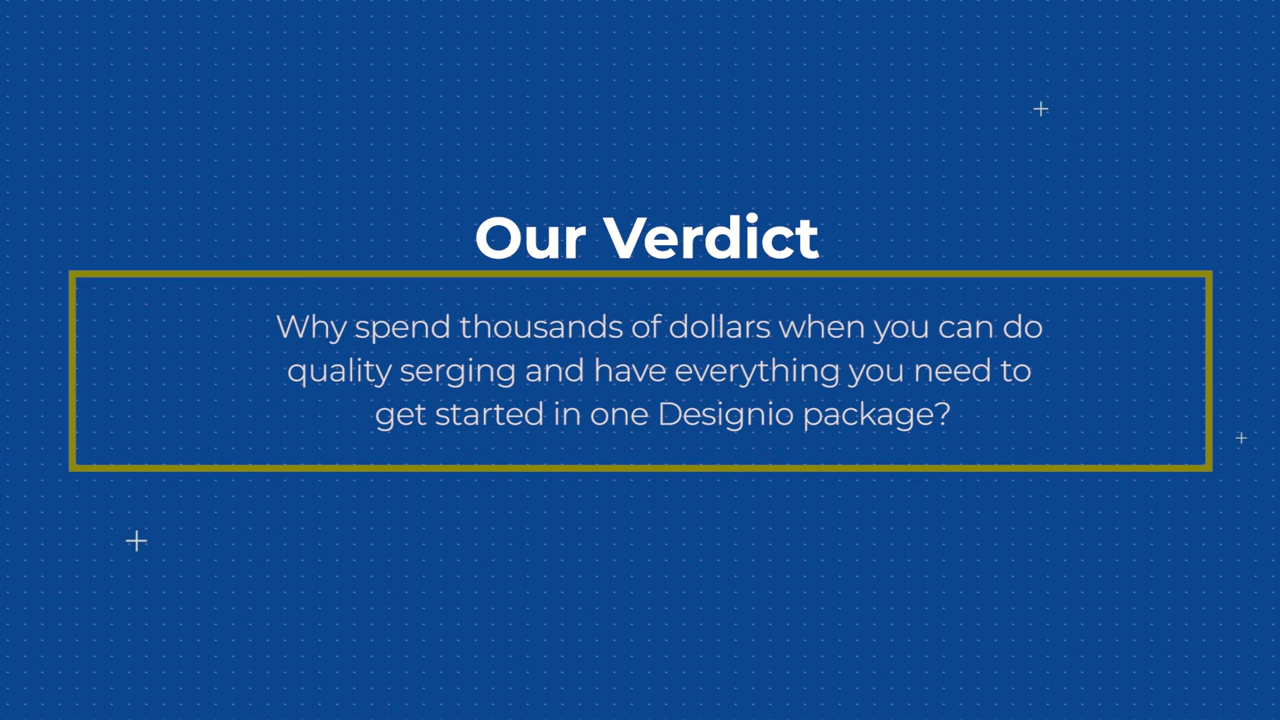 Our Verdict
Why spend thousands of dollars when you can do
quality serging and have everything you need to
get started in one Designio package?